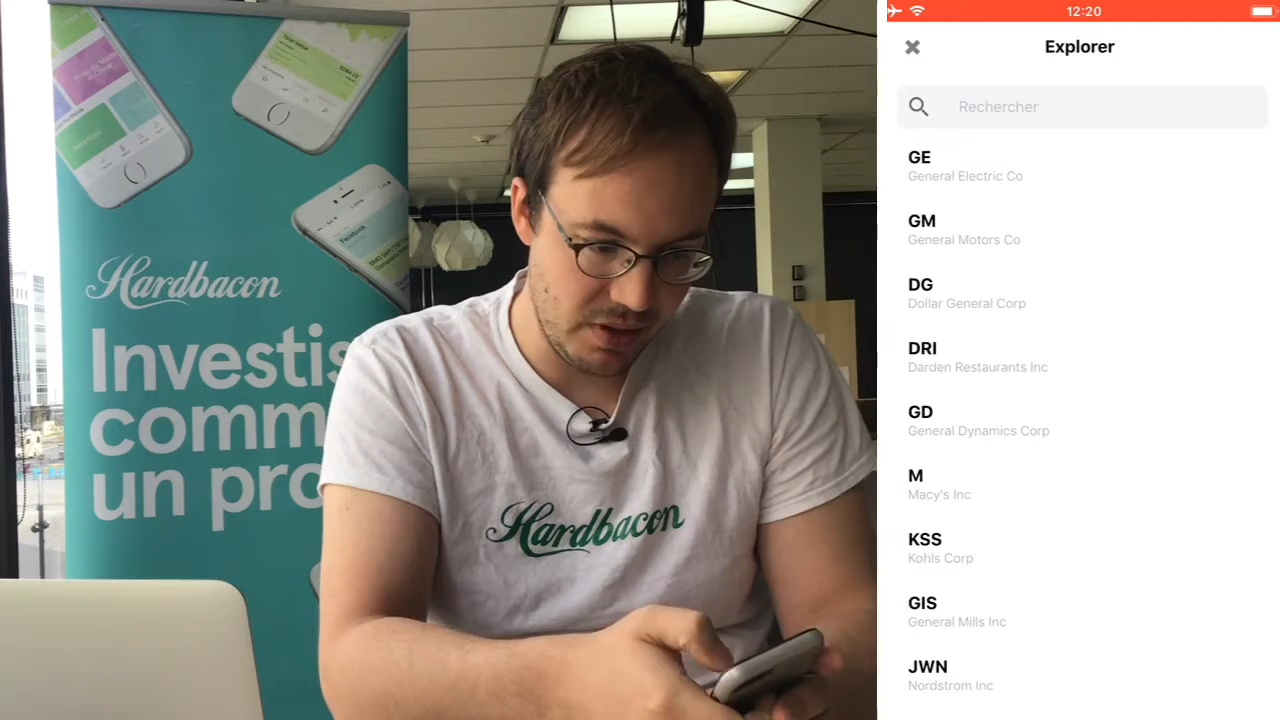 Hardbacon
Investis
comm
un pro
Hardbacon
12:20
Explorer
Rechercher
GE
General Electric Co
GM
General Motors Co
DG
Dollar General Corp
DRI
Darden Restaurants Inc
GD
General Dynamics Corp
M
Macy's Inc
KSS
Kohls Corp
GIS
General Mills Inc
JWN
Nordstrom Inc